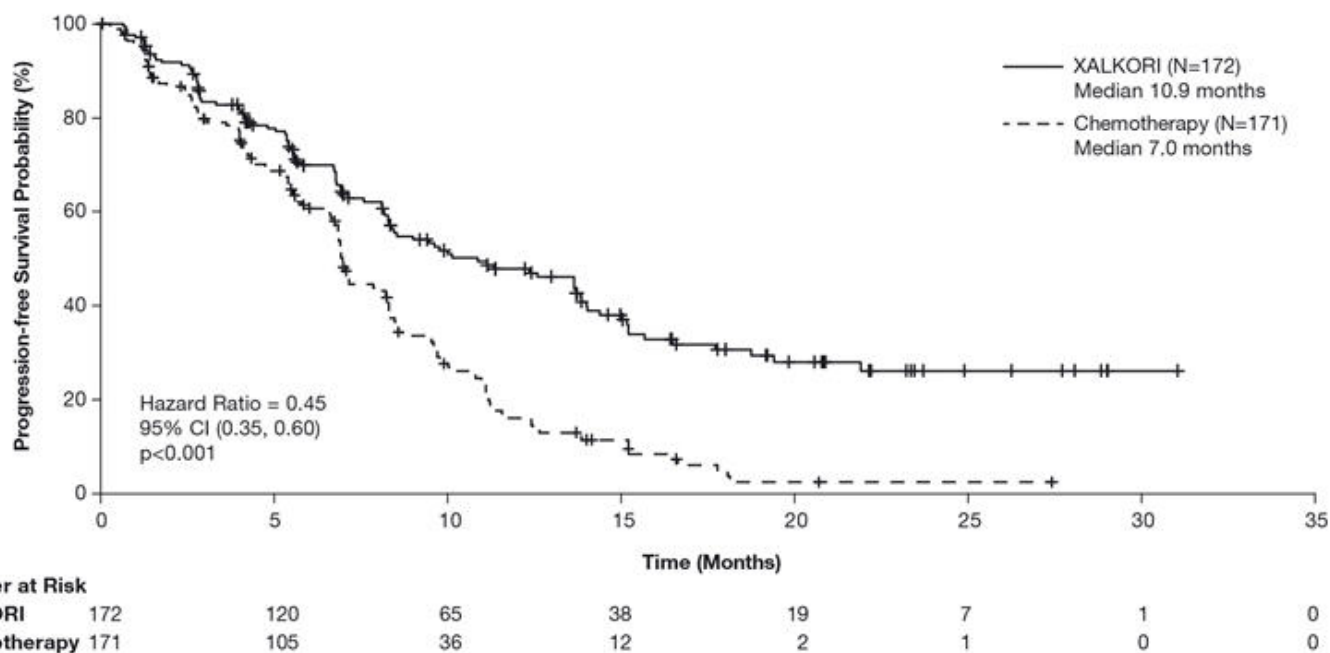 100
80
60
40
20
0
Progression-free Survival Probability (%)
XALKORI (N=172)
Median 10.9 months
Chemotherapy (N=171)
Median 7.0 months
Hazard Ratio = 0.45
95% CI (0.35, 0.60)
p<0.001
0 5 10 15 20 25 30 35
Time (Months)
er at Risk
ORI 172 120 65 38 19 7 1 0
otherapy 171 105 36 12 2 1 0 0